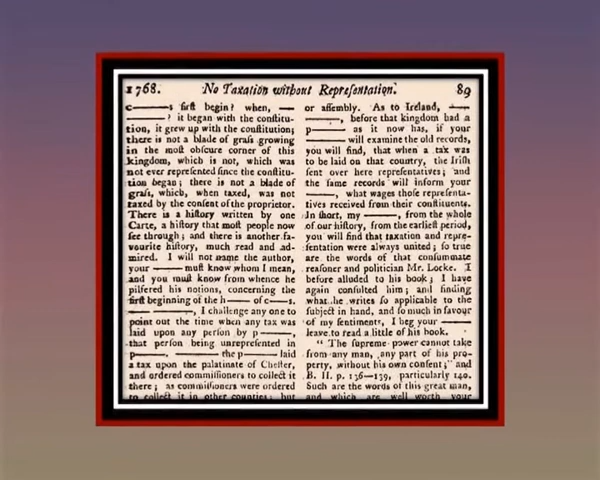 1768.
No Taxation without Representation.
89
c———s first begin? when, ——
———? it began with the constitu-
tion, it grew up with the constitution;
there is not a blade of grass growing
in the most obscure corner of this
kingdom, which is not, which was
not ever represented since the constitu-
tion began; there is not a blade of
grass, which, when taxed, was not
taxed by the consent of the proprietor.
There is a history written by one
Carte, a history that most people now
see through; and there is another fa-
vourite history, much read and ad-
mired. I will not name the author,
your —— must know whom I mean,
and you must know from whence he
pilfered his notions, concerning the
first beginning of the h—— of c——s.
————, I challenge any one to
point out the time when any tax was
laid upon any person by p———,
that person being unrepresented in
p———. ——— the p—— laid
a tax upon the palatinate of Chester,
and ordered commissioners to collect it
there; as commissioners were ordered
to collect it in other counties; but
or assembly. As to Ireland, ——
———, before that kingdom had a
p——— as it now has, if your
——— will examine the old records,
you will find, that when a tax was
to be laid on that country, the Irish
sent over here representatives; and
the same records will inform your
———, what wages those representa-
tives received from their constituents.
In short, my ———, from the whole
of our history, from the earliest period,
you will find that taxation and repre-
sentation were always united; so true
are the words of that consummate
reasoner and politician Mr. Locke. I
before alluded to his book; I have
again consulted him; and finding
what he writes so applicable to the
subject in hand, and so much in favour
of my sentiments, I beg your ———
leave to read a little of his book.
" The supreme power cannot take
from any man, any part of his pro-
perty, without his own consent;" and
B. II. p. 136—139, particularly 140.
Such are the words of this great man,
and which are well worth your